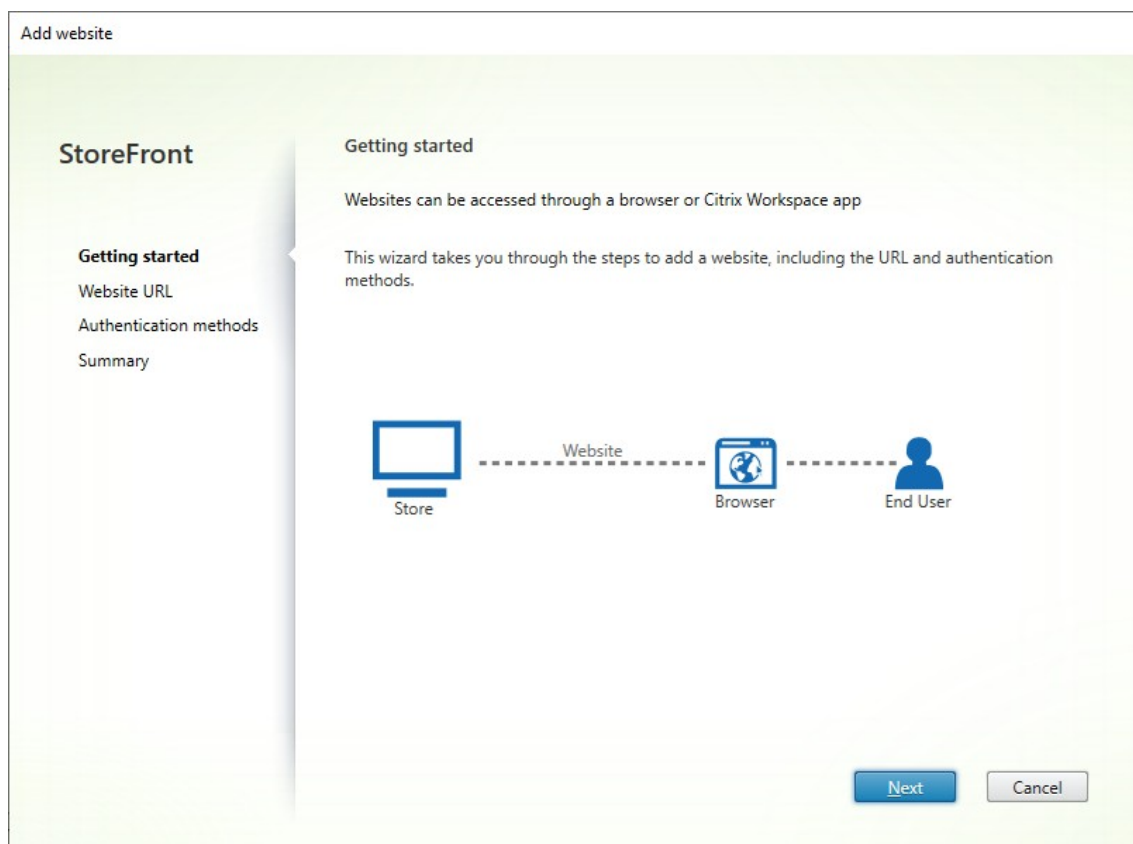 Add website
StoreFront
Getting started
Website URL
Authentication methods
Summary
Getting started
Websites can be accessed through a browser or Citrix Workspace app
This wizard takes you through the steps to add a website, including the URL and authentication
methods.
Website
Store
Browser
End User
Next
Cancel